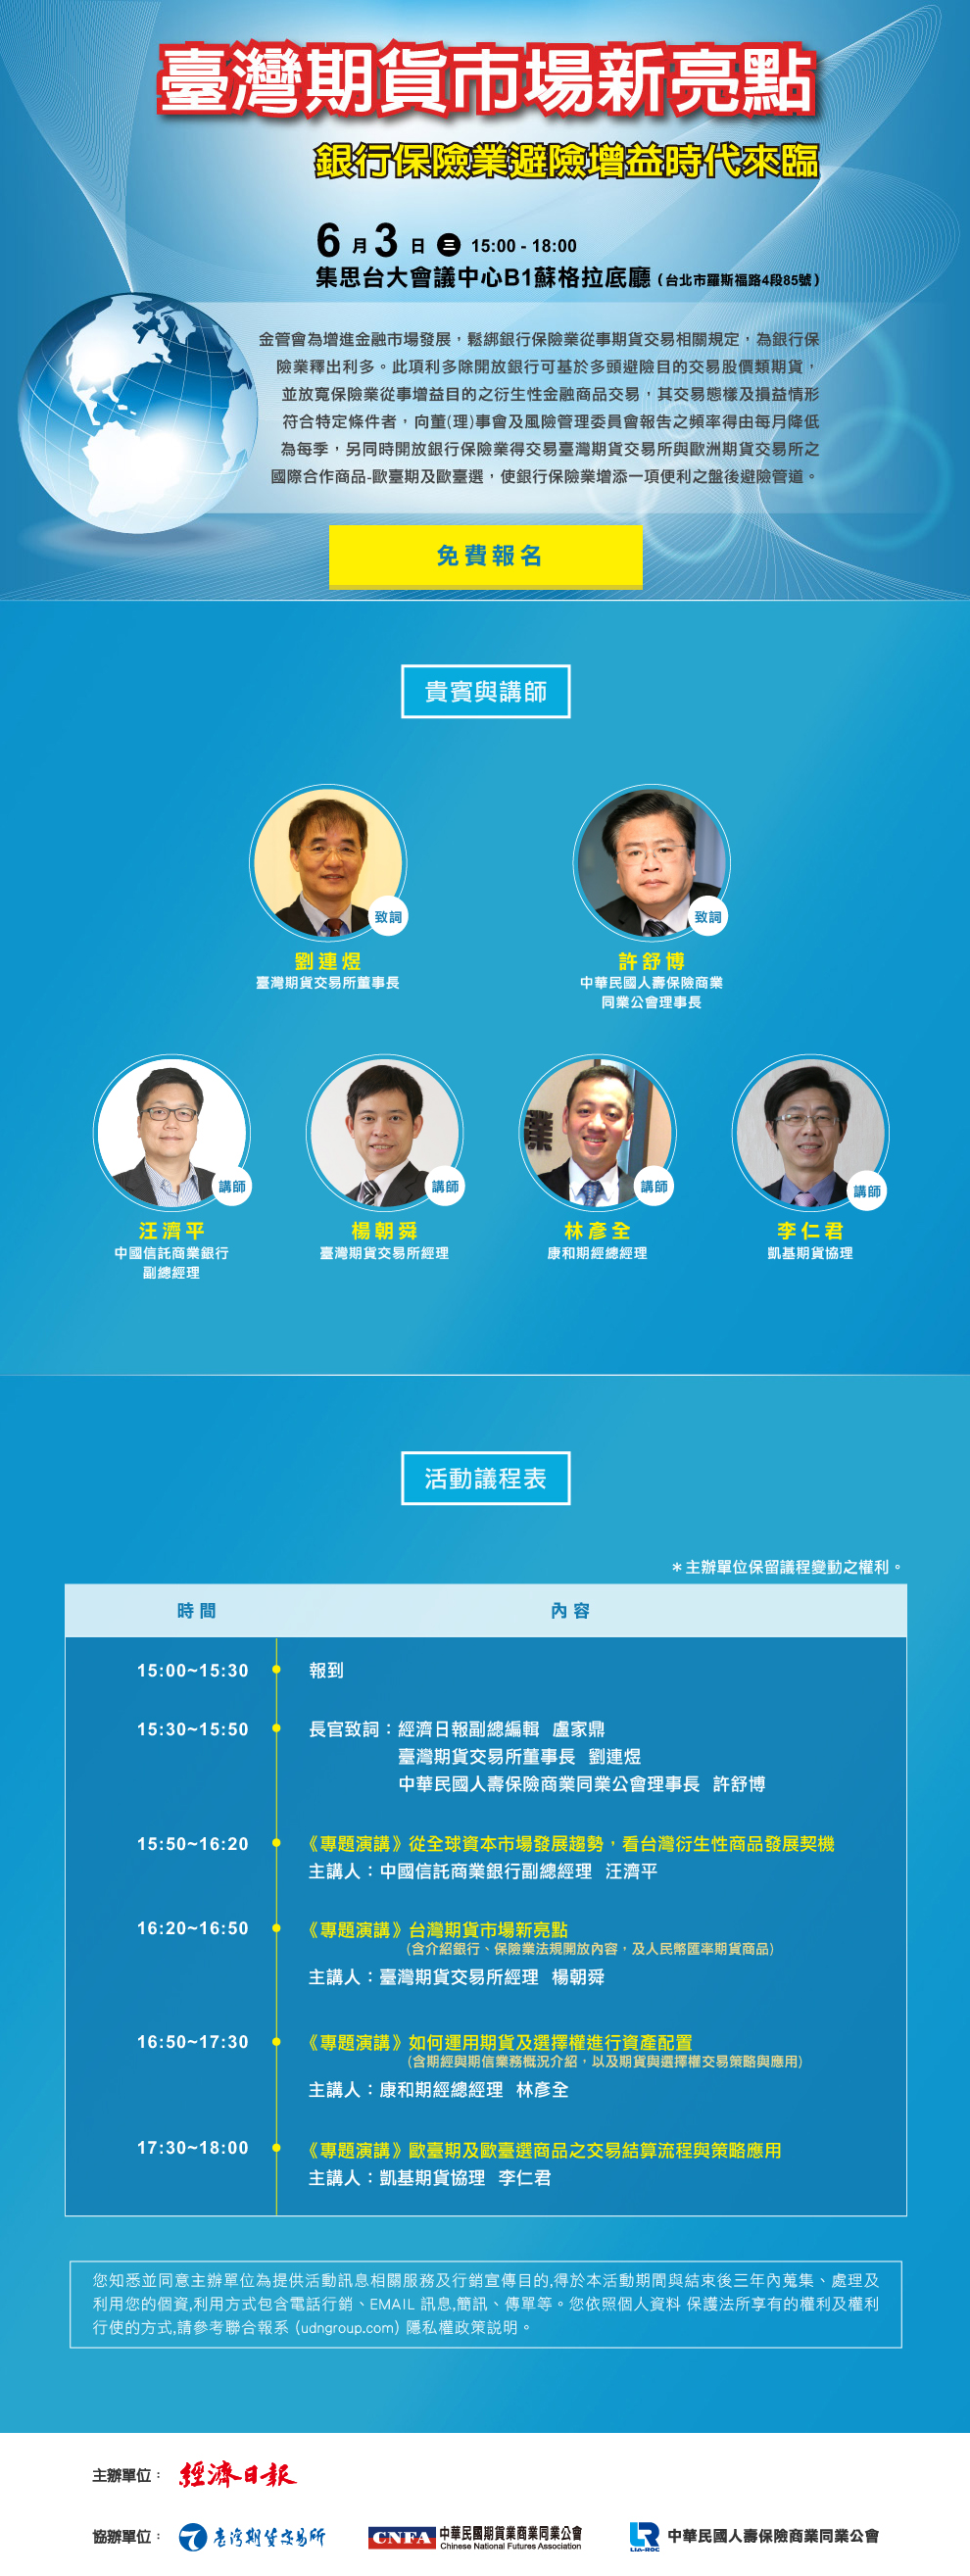 臺灣期貨市場新亮點
銀行保險業避險增益時代來臨
6月3日 三 15:00 - 18:00
集思台大會議中心B1蘇格拉底廳（台北市羅斯福路4段85號）
金管會為增進金融市場發展，鬆綁銀行保險業從事期貨交易相關規定，為銀行保
險業釋出利多。此項利多除開放銀行可基於多頭避險目的交易股價類期貨，
並放寬保險業從事增益目的之衍生性金融商品交易，其交易態樣及損益情形
符合特定條件者，向董(理)事會及風險管理委員會報告之頻率得由每月降低
為每季，另同時開放銀行保險業得交易臺灣期貨交易所與歐洲期貨交易所之
國際合作商品-歐臺期及歐臺選，使銀行保險業增添一項便利之盤後避險管道。
免費報名
貴賓與講師
致詞
劉連煜
臺灣期貨交易所董事長
致詞
許舒博
中華民國人壽保險商業
同業公會理事長
講師
汪濟平
中國信託商業銀行
副總經理
講師
楊朝舜
臺灣期貨交易所經理
業
講師
林彥全
康和期經總經理
講師
李仁君
凱基期貨協理
活動議程表
＊主辦單位保留議程變動之權利。
時間 內容
15:00~15:30 報到
15:30~15:50 長官致詞：經濟日報副總編輯 盧家鼎
臺灣期貨交易所董事長 劉連煜
中華民國人壽保險商業同業公會理事長 許舒博
15:50~16:20 《專題演講》從全球資本市場發展趨勢，看台灣衍生性商品發展契機
主講人：中國信託商業銀行副總經理 汪濟平
16:20~16:50 《專題演講》台灣期貨市場新亮點
(含介紹銀行、保險業法規開放內容，及人民幣匯率期貨商品)
主講人：臺灣期貨交易所經理 楊朝舜
16:50~17:30 《專題演講》如何運用期貨及選擇權進行資產配置
(含期經與期信業務概況介紹，以及期貨與選擇權交易策略與應用)
主講人：康和期經總經理 林彥全
17:30~18:00 《專題演講》歐臺期及歐臺選商品之交易結算流程與策略應用
主講人：凱基期貨協理 李仁君
您知悉並同意主辦單位為提供活動訊息相關服務及行銷宣傳目的,得於本活動期間與結束後三年內蒐集、處理及
利用您的個資,利用方式包含電話行銷、EMAIL 訊息,簡訊、傳單等。您依照個人資料 保護法所享有的權利及權利
行使的方式,請參考聯合報系 (udngroup.com) 隱私權政策說明。
主辦單位： 經濟日報
協辦單位： 臺灣期貨交易所
CNFA 中華民國期貨業商業同業公會
Chinese National Futures Association
LIA-ROC 中華民國人壽保險商業同業公會